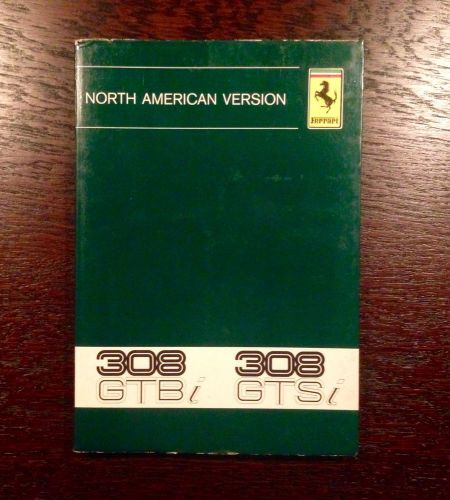 NORTH AMERICAN VERSION
Ferrari
308 308
GTBi GTSi